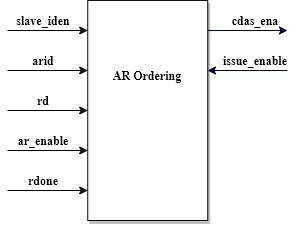 slave_iden
cdas_ena
arid
issue_enable
AR Ordering
rd
ar_enable
rdone